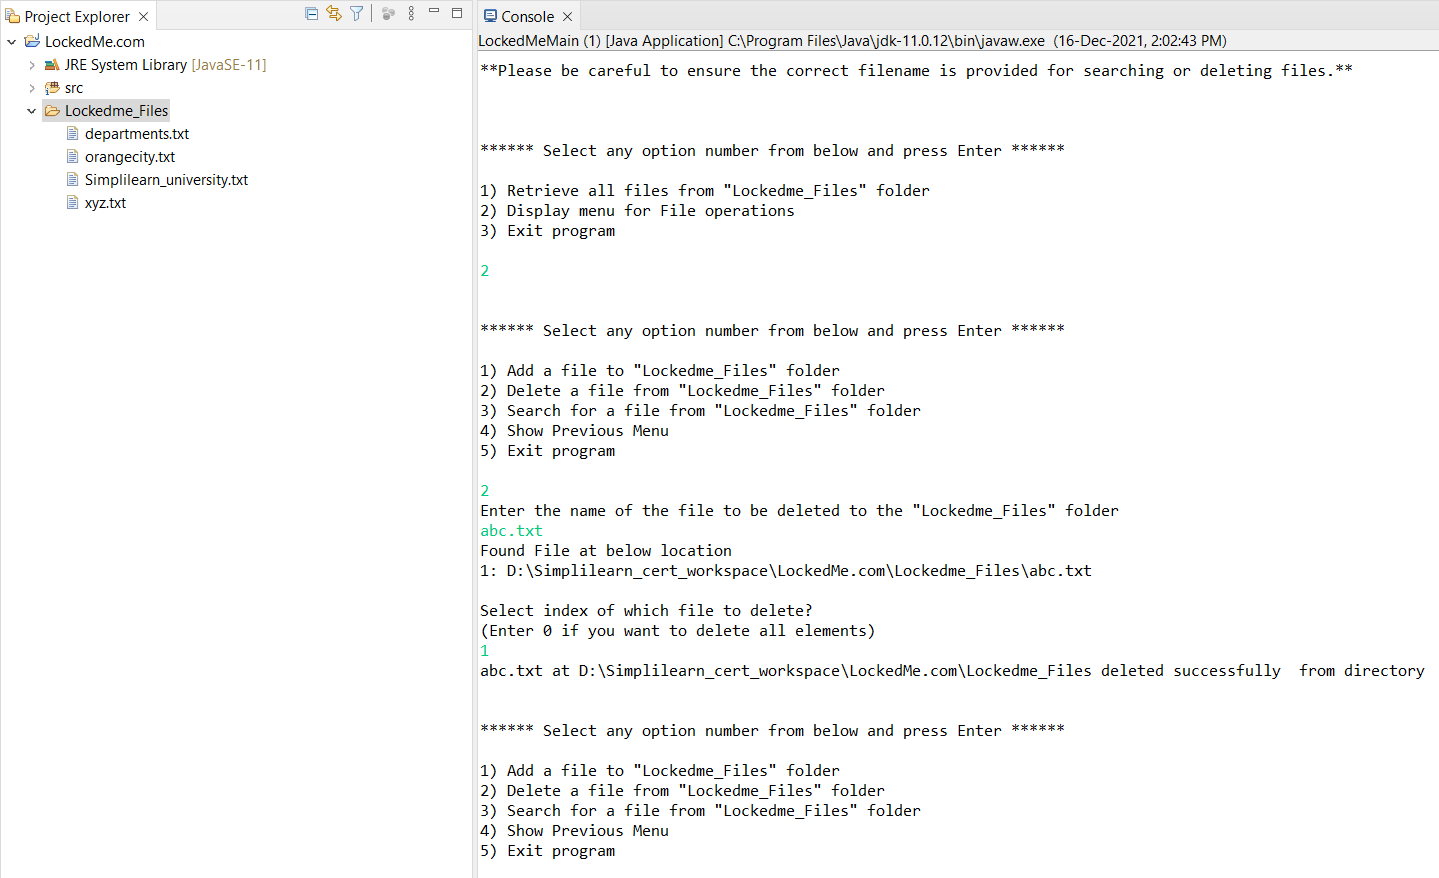 Project Explorer
LockedMe.com
JRE System Library [JavaSE-11]
src
Lockedme_Files
departments.txt
orangecity.txt
Simplilearn_university.txt
xyz.txt
Console
LockedMeMain (1) [Java Application] C:\Program Files\Java\jdk-11.0.12\bin\javaw.exe (16-Dec-2021, 2:02:43 PM)
**Please be careful to ensure the correct filename is provided for searching or deleting files.**
****** Select any option number from below and press Enter ******
1) Retrieve all files from "Lockedme_Files" folder
2) Display menu for File operations
3) Exit program
2
****** Select any option number from below and press Enter ******
1) Add a file to "Lockedme_Files" folder
2) Delete a file from "Lockedme_Files" folder
3) Search for a file from "Lockedme_Files" folder
4) Show Previous Menu
5) Exit program
2
Enter the name of the file to be deleted to the "Lockedme_Files" folder
abc.txt
Found File at below location
1: D:\Simplilearn_cert_workspace\LockedMe.com\Lockedme_Files\abc.txt
Select index of which file to delete?
(Enter 0 if you want to delete all elements)
1
abc.txt at D:\Simplilearn_cert_workspace\LockedMe.com\Lockedme_Files deleted successfully  from directory
****** Select any option number from below and press Enter ******
1) Add a file to "Lockedme_Files" folder
2) Delete a file from "Lockedme_Files" folder
3) Search for a file from "Lockedme_Files" folder
4) Show Previous Menu
5) Exit program